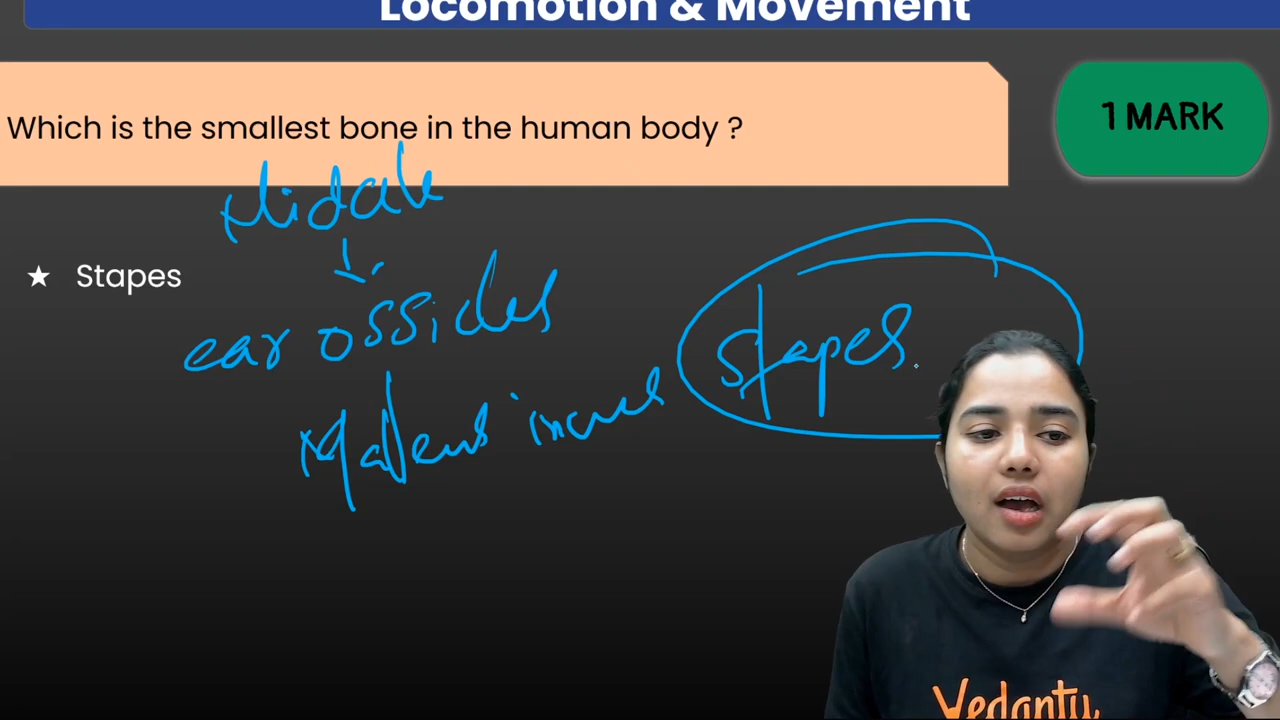 Locomotion & Movement
Which is the smallest bone in the human body ?
1 MARK
Middle
★ Stapes
ear ossicles
Malleus incus
stapes
Vedantu